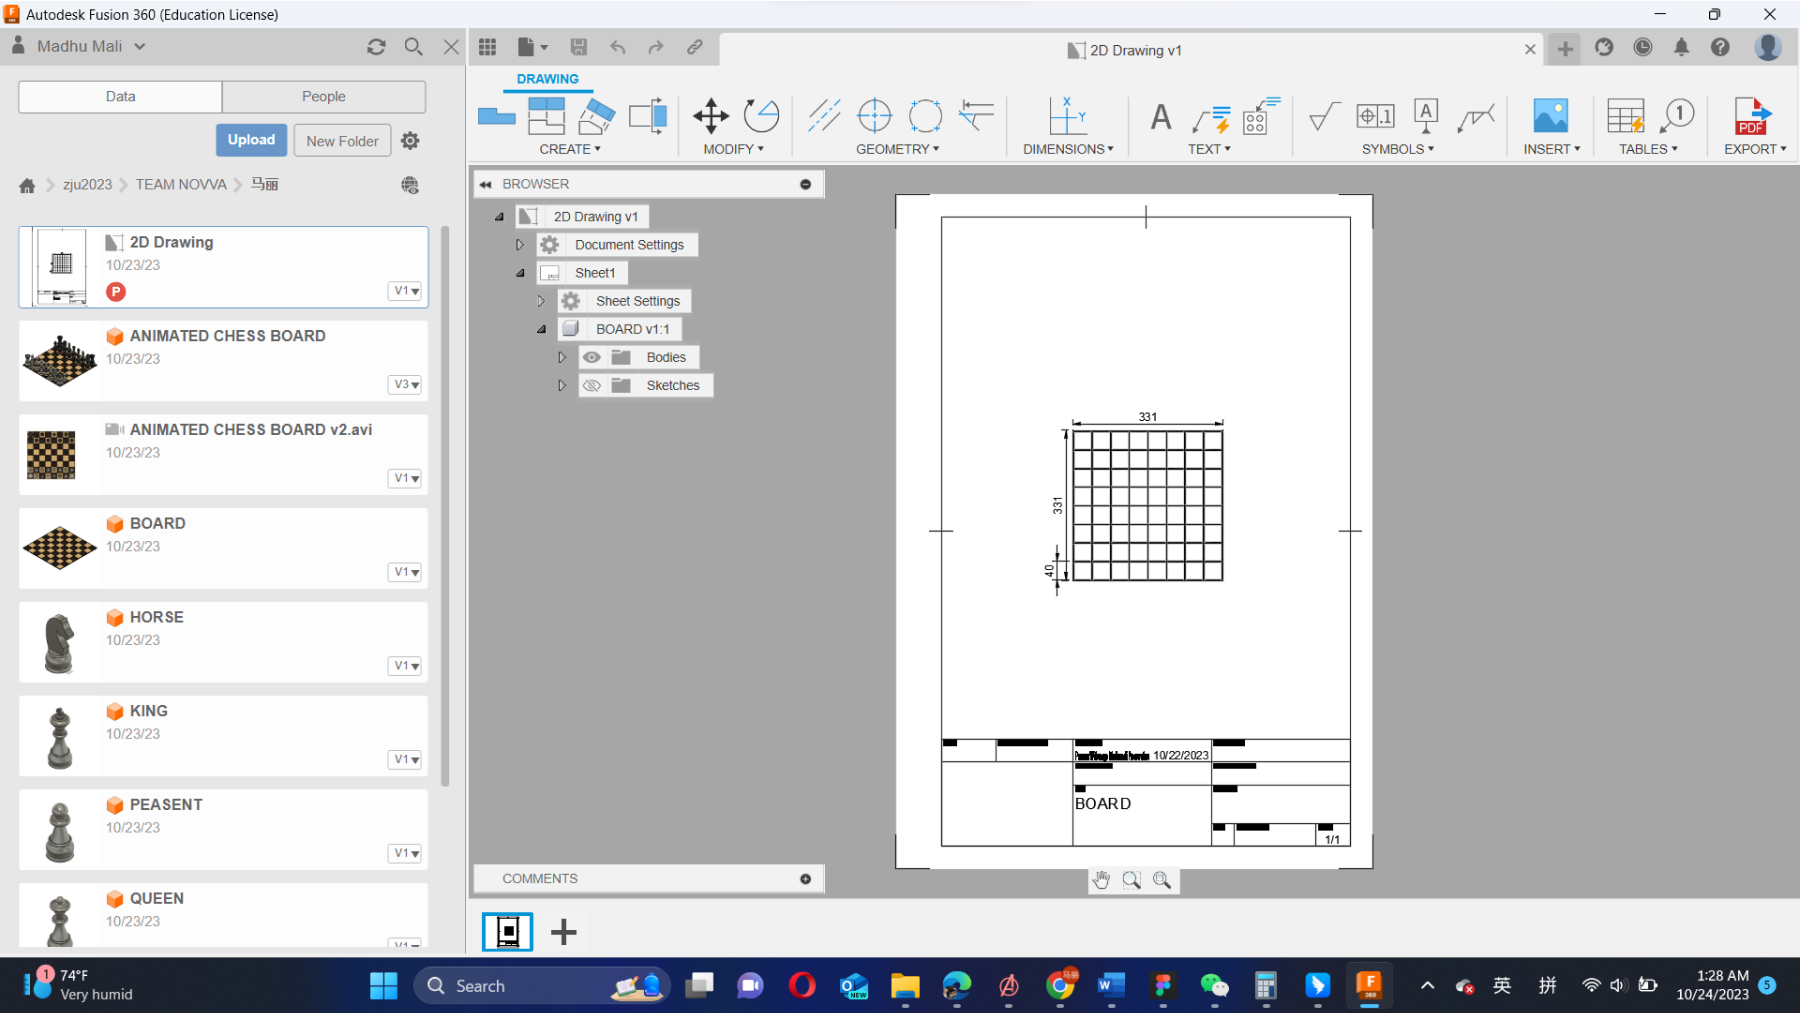 Autodesk Fusion 360 (Education License)
Madhu Mali
2D Drawing v1
DRAWING
Data
People
Upload
New Folder
CREATE
MODIFY
GEOMETRY
DIMENSIONS
TEXT
SYMBOLS
INSERT
TABLES
EXPORT
zju2023
TEAM NOVVA
马丽
BROWSER
2D Drawing v1
Document Settings
Sheet1
Sheet Settings
BOARD v1:1
Bodies
Sketches
2D Drawing
10/23/23
P
V1
ANIMATED CHESS BOARD
10/23/23
V3
ANIMATED CHESS BOARD v2.avi
10/23/23
V1
BOARD
10/23/23
V1
HORSE
10/23/23
V1
KING
10/23/23
V1
PEASENT
10/23/23
V1
QUEEN
10/23/23
V1
331
331
40
10/22/2023
BOARD
1/1
COMMENTS
74°F
Very humid
Search
英
拼
1:28 AM
10/24/2023
5